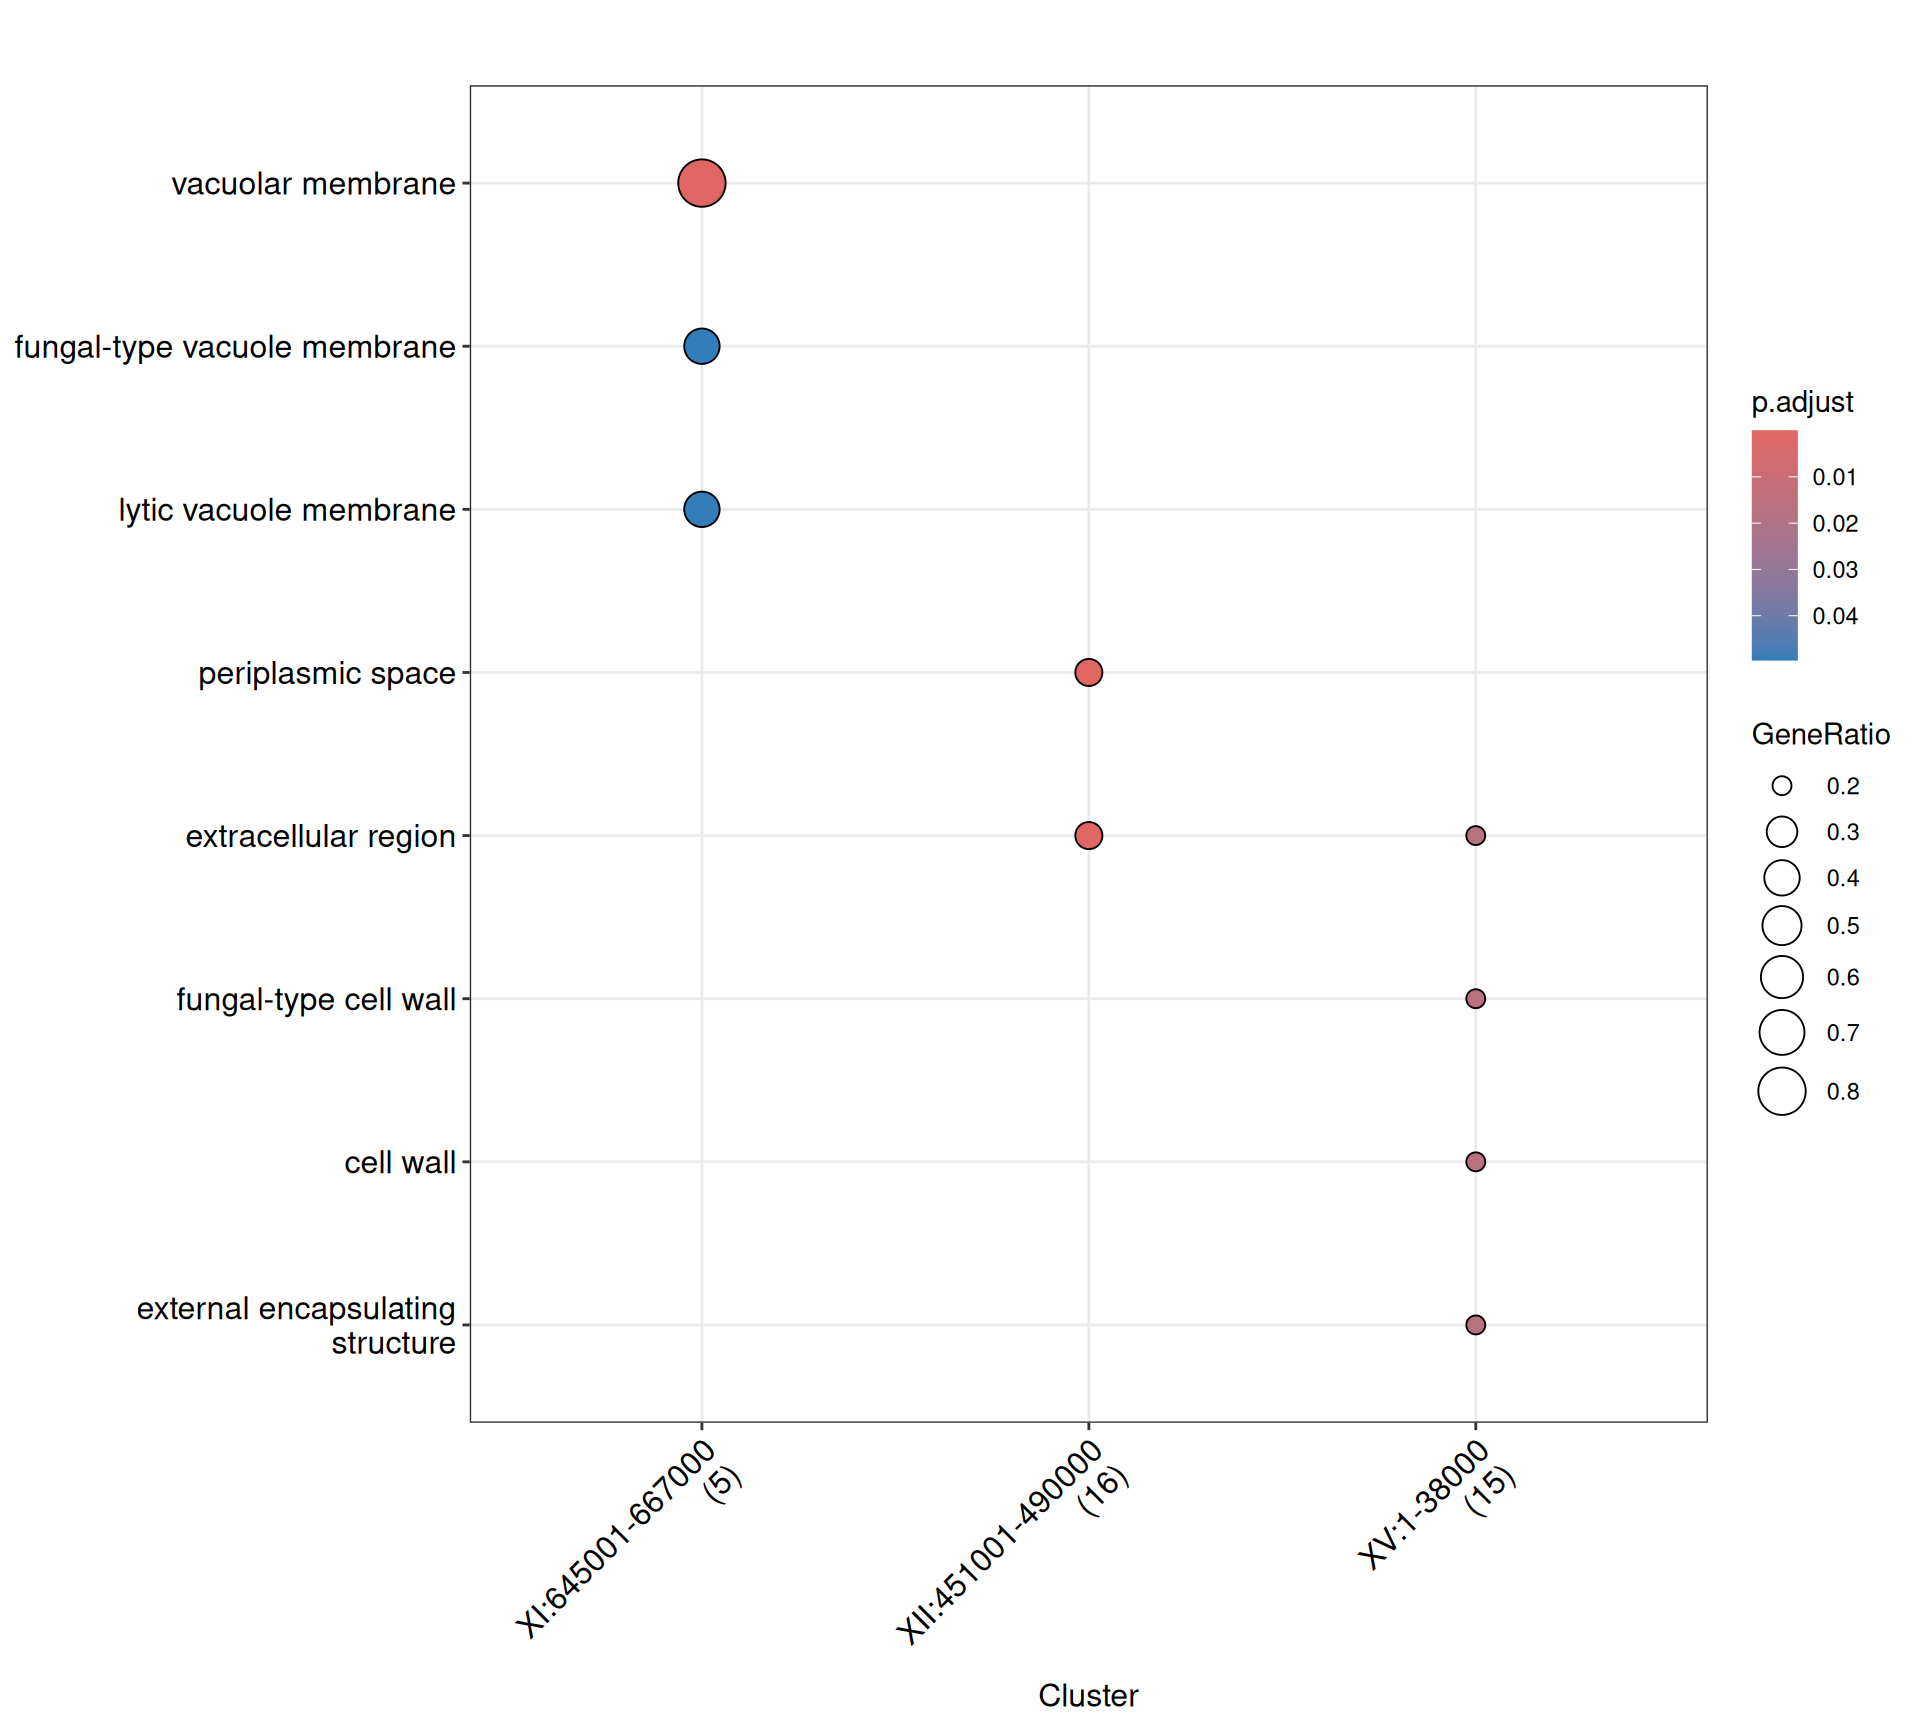 vacuolar membrane
fungal-type vacuole membrane
lytic vacuole membrane
periplasmic space
extracellular region
fungal-type cell wall
cell wall
external encapsulating
structure
XI:645001-667000
(5)
XII:451001-490000
(16)
XV:1-38000
(15)
Cluster
p.adjust
0.01
0.02
0.03
0.04
GeneRatio
0.2
0.3
0.4
0.5
0.6
0.7
0.8